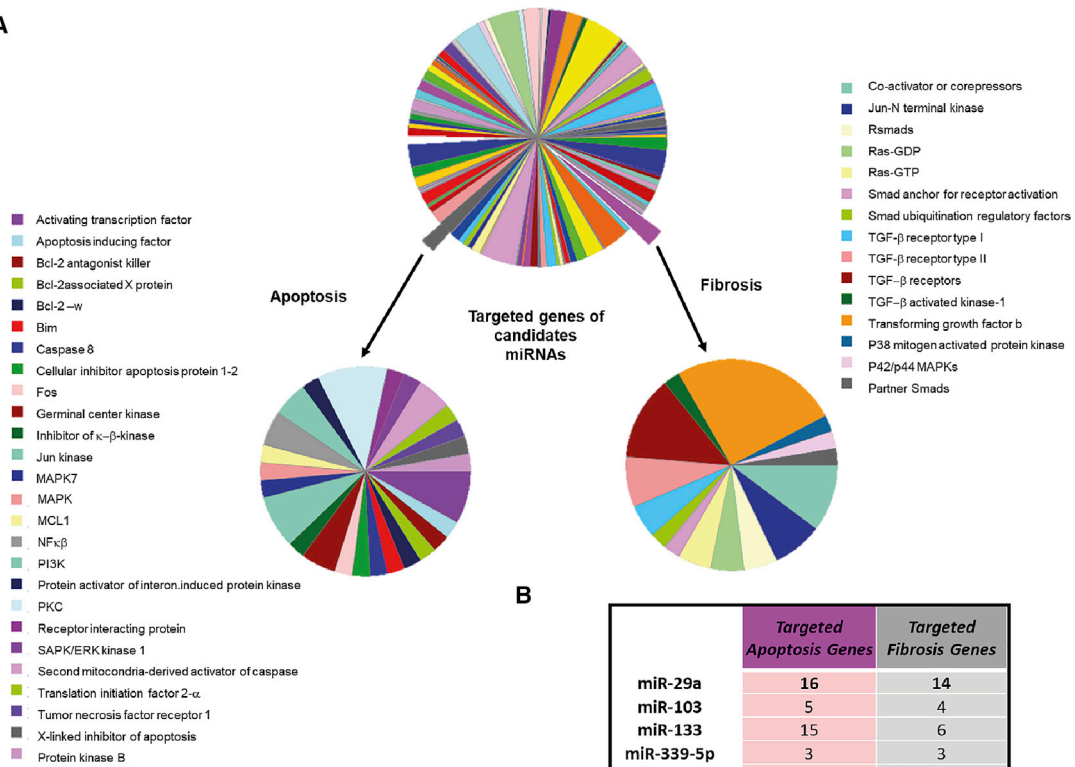 A
Co-activator or corepressors
Jun-N terminal kinase
Rsmads
Ras-GDP
Ras-GTP
Smad anchor for receptor activation
Smad ubiquitination regulatory factors
TGF-β receptor type I
TGF-β receptor type II
TGF–β receptors
TGF–β activated kinase-1
Transforming growth factor b
P38 mitogen activated protein kinase
P42/p44 MAPKs
Partner Smads
Activating transcription factor
Apoptosis inducing factor
Bcl-2 antagonist killer
Bcl-2associated X protein
Bcl-2 –w
Bim
Caspase 8
Cellular inhibitor apoptosis protein 1-2
Fos
Germinal center kinase
Inhibitor of κ–β-kinase
Jun kinase
MAPK7
MAPK
MCL1
NFκβ
PI3K
Protein activator of interon.induced protein kinase
PKC
Receptor interacting protein
SAPK/ERK kinase 1
Second mitocondria-derived activator of caspase
Translation initiation factor 2-α
Tumor necrosis factor receptor 1
X-linked inhibitor of apoptosis
Protein kinase B
Apoptosis
Targeted genes of
candidates
miRNAs
Fibrosis
B
Targeted Targeted
Apoptosis Genes Fibrosis Genes
miR-29a 16 14
miR-103 5 4
miR-133 15 6
miR-339-5p 3 3